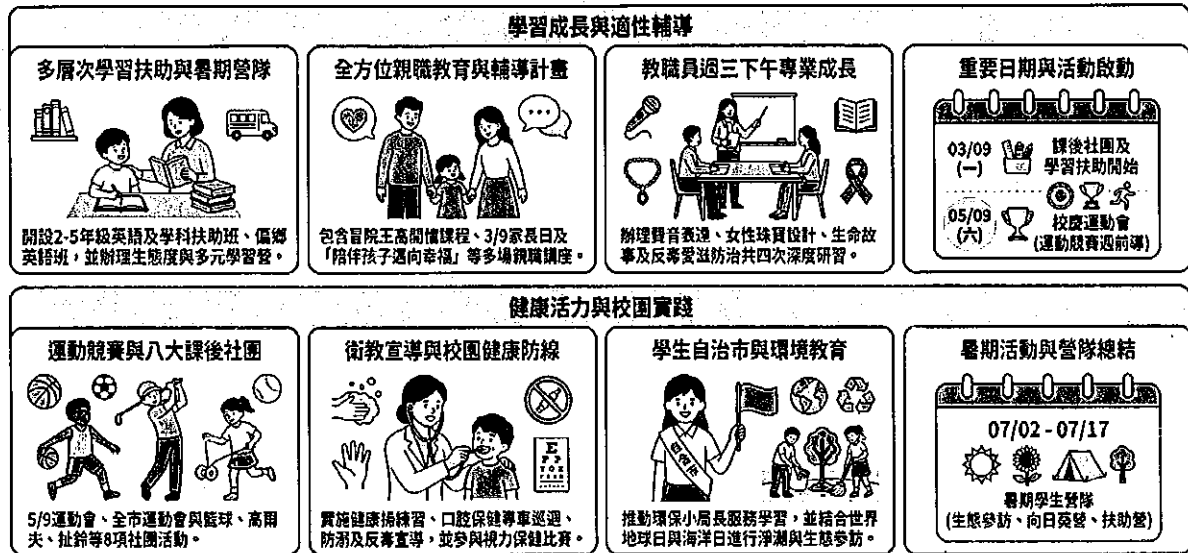 學習成長與適性輔導
多層次學習扶助與暑期營隊
開設2-5年級英語及學科扶助班、偏鄉
英語班，並辦理生態度與多元學習營。
全方位親職教育與輔導計畫
3/9家長日及
「陪伴孩子邁向幸福」等多場親職講座。
教職員週三下午專業成長
辦理聲音表達、女性珠寶設計、生命故
事及反毒愛滋防治共四次深度研習。
重要日期與活動啟動
03/09
(一)
課後社團及
學習扶助開始
05/09
(六)
校慶運動會
(運動競賽週前導)
健康活力與校園實踐
運動競賽與八大課後社團
5/9運動會、全市運動會與籃球、高爾
夫、扯鈴等8項社團活動。
衛教宣導與校園健康防線
E
實施健康操練習、口腔保健專車巡迴、
防溺及反毒宣導，並參與視力保健比賽。
學生自治市與環境教育
推動環保小局長服務學習，並結合世界
地球日與海洋日進行淨灘與生態參訪。
暑期活動與營隊總結
07/02 - 07/17
暑期學生營隊
(生態參訪、向日葵營、扶助營)